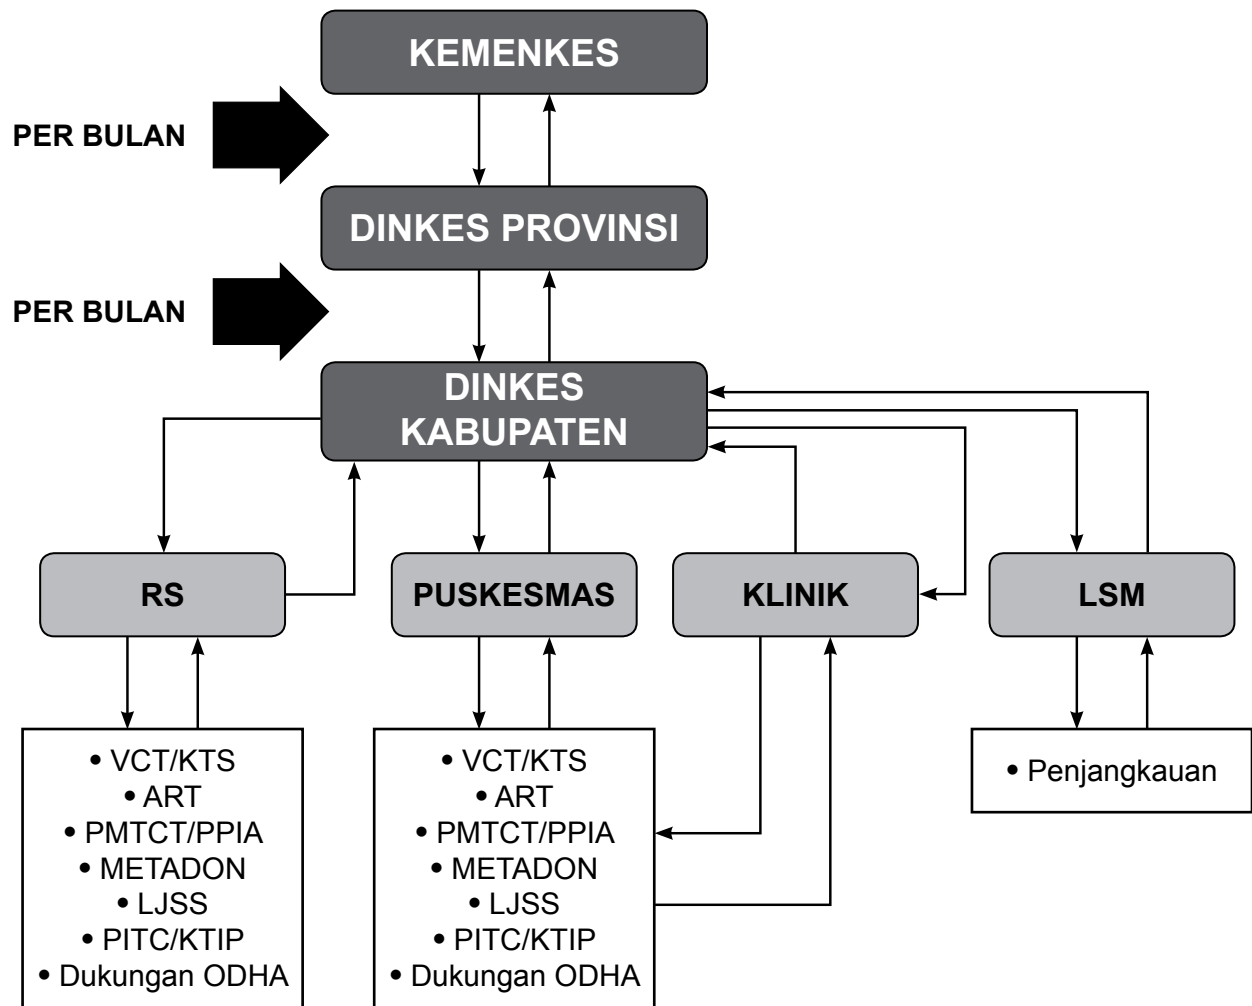 KEMENKES
PER BULAN
DINKES PROVINSI
PER BULAN
DINKES
KABUPATEN
RS
PUSKESMAS
KLINIK
LSM
• VCT/KTS
• ART
• PMTCT/PPIA
• METADON
• LJSS
• PITC/KTIP
• Dukungan ODHA
• VCT/KTS
• ART
• PMTCT/PPIA
• METADON
• LJSS
• PITC/KTIP
• Dukungan ODHA
• Penjangkauan